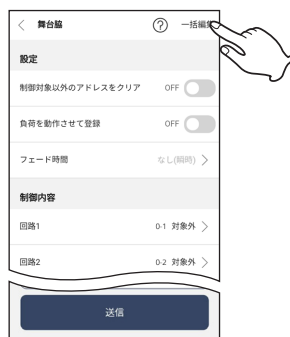 舞台脇 ? 一括編集
設定
制御対象以外のアドレスをクリア OFF
負荷を動作させて登録 OFF
フェード時間 なし(瞬時)
制御内容
回路1 0-1 対象外
回路2 0-2 対象外
送信